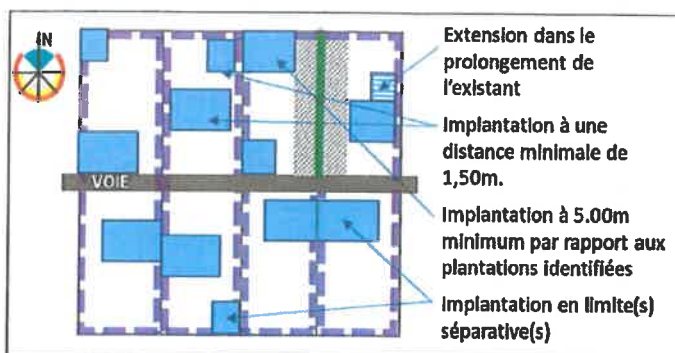 IN
VOIE
Extension dans le
prolongement de
l'existant
Implantation à une
distance minimale de
1,50m.
Implantation à 5.00m
minimum par rapport aux
plantations identifiées
Implantation en limite(s)
séparative(s)